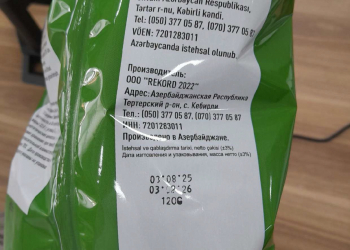 Azərbaycan Respublikası,
Tərtər r-nu, Kəbirli kəndi.
Tel.: (050) 377 05 87, (070) 377 05 87
VÖEN: 7201283011
Azərbaycanda istehsal olunub.
Производитель:
ООО "REKORD 2022"
Адрес: Азербайджанская Республика
Тертерский р-он, с. Кебирли
Тел.: (050) 377 05 87, (070) 377 05 87
ИНН: 7201283011
Произведено в Азербайджане.
İstehsal və qablaşdırma tarixi, netto çəkisi (±3%)
Дата изготовления и упаковывания, масса нетто (±3%)
03 08 25
03 26
120G